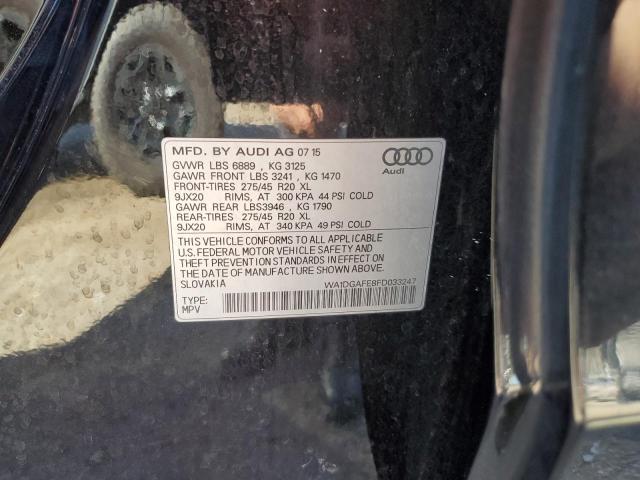 MFD. BY AUDI AG 07 15
GVWR LBS 6889 , KG 3125
GAWR FRONT LBS 3241 , KG 1470
FRONT-TIRES 275/45 R20 XL
9JX20 RIMS, AT 300 KPA 44 PSI COLD
GAWR REAR LBS3946 , KG 1790
REAR-TIRES 275/45 R20 XL
9JX20 RIMS, AT 340 KPA 49 PSI COLD
Audi
THIS VEHICLE CONFORMS TO ALL APPLICABLE
U.S. FEDERAL MOTOR VEHICLE SAFETY AND
THEFT PREVENTION STANDARDS IN EFFECT ON
THE DATE OF MANUFACTURE SHOWN ABOVE.
SLOVAKIA
WA1DGAFE8FD033247
TYPE:
MPV